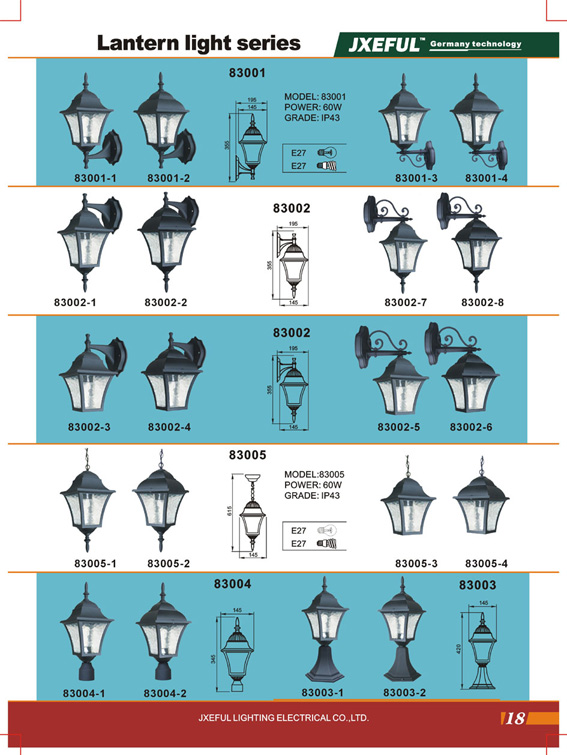 Lantern light series
JXEFUL™ Germany technology
83001
195
145
355
MODEL: 83001
POWER: 60W
GRADE: IP43
E27
E27
83001-1 83001-2 83001-3 83001-4
83002
195
355
145
83002-1 83002-2 83002-7 83002-8
83002
195
355
145
83002-3 83002-4 83002-5 83002-6
83005
615
145
MODEL:83005
POWER: 60W
GRADE: IP43
E27
E27
83005-1 83005-2 83005-3 83005-4
83004
145
345
83004-1 83004-2
83003
145
420
83003-1 83003-2
JXEFUL LIGHTING ELECTRICAL CO.,LTD.
18